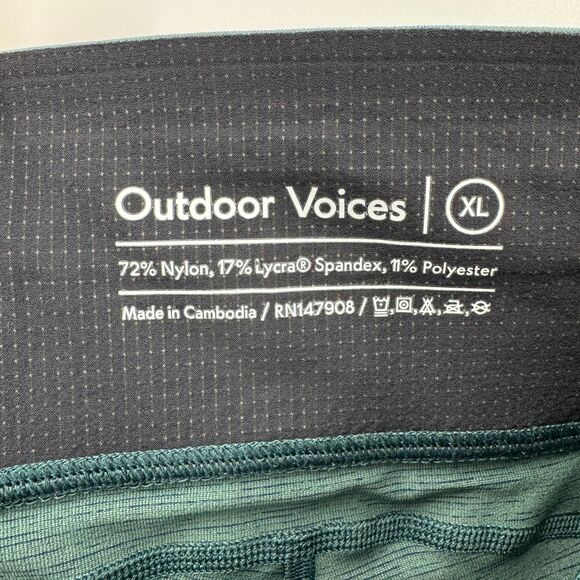 Outdoor Voices | XL
72% Nylon, 17% Lycra® Spandex, 11% Polyester
Made in Cambodia / RN147908 /